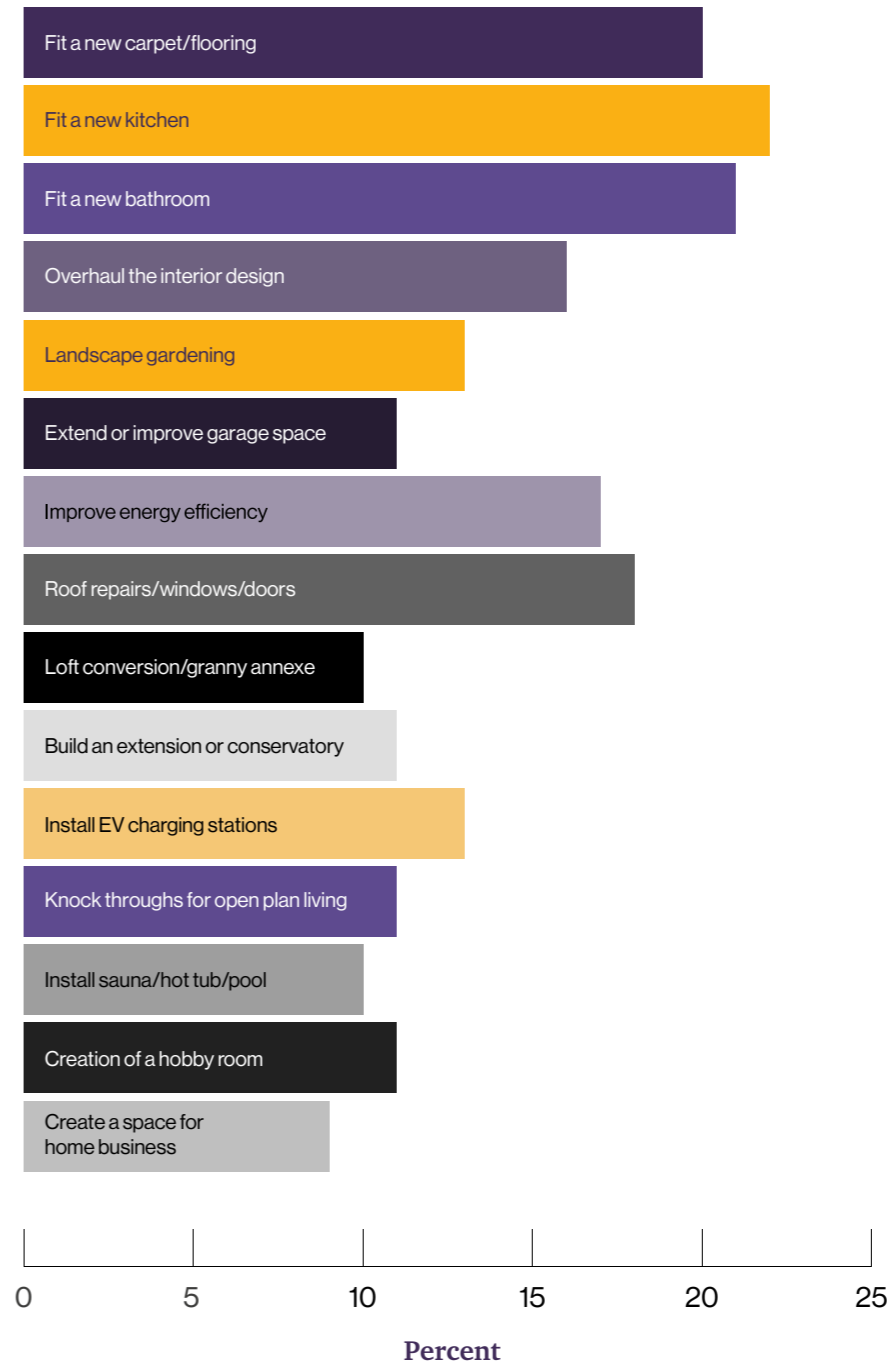 Fit a new carpet/flooring
Fit a new kitchen
Fit a new bathroom
Overhaul the interior design
Landscape gardening
Extend or improve garage space
Improve energy efficiency
Roof repairs/windows/doors
Loft conversion/granny annexe
Build an extension or conservatory
Install EV charging stations
Knock throughs for open plan living
Install sauna/hot tub/pool
Creation of a hobby room
Create a space for
home business
0 5 10 15 20 25
Percent